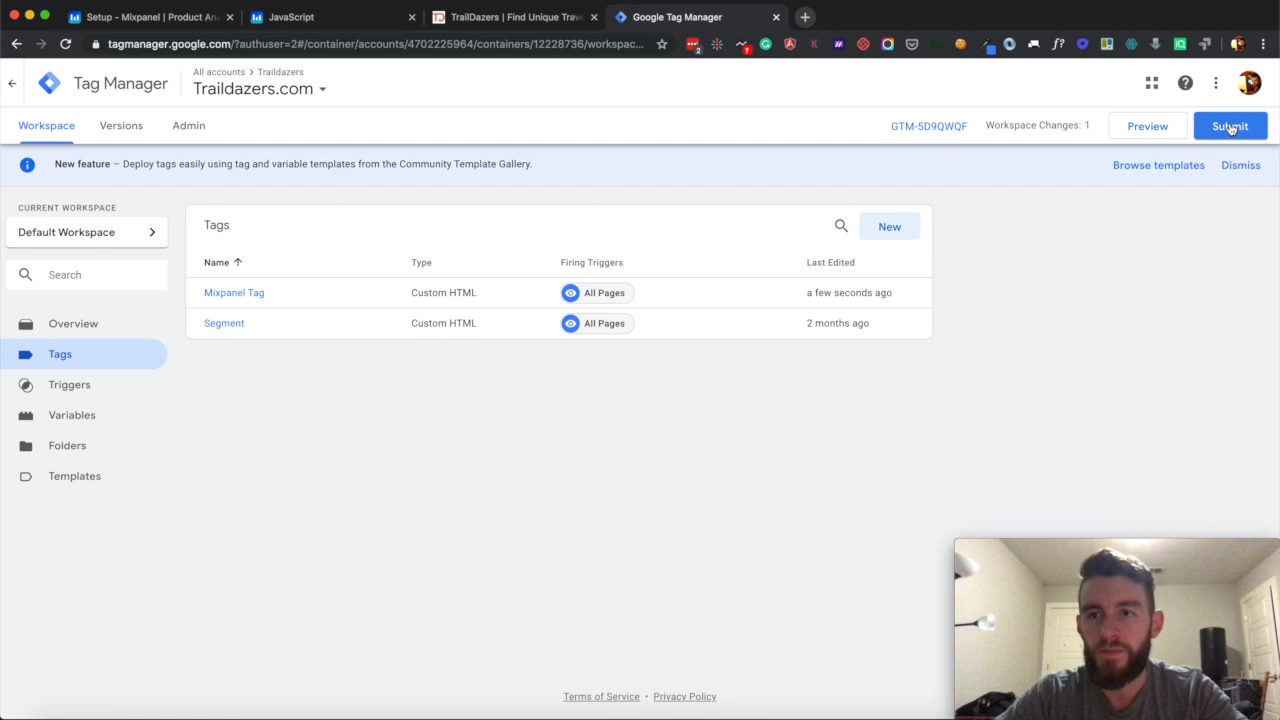 Setup - Mixpanel | Product An
JavaScript
TrailDazers | Find Unique Trave
Google Tag Manager
tagmanager.google.com/?authuser=2#/container/accounts/4702225964/containers/12228736/workspac...
Tag Manager
All accounts > Traildazers
Traildazers.com
Workspace
Versions
Admin
GTM-5D9QWQF
Workspace Changes: 1
Preview
Submit
New feature — Deploy tags easily using tag and variable templates from the Community Template Gallery.
Browse templates
Dismiss
CURRENT WORKSPACE
Default Workspace
Search
Overview
Tags
Triggers
Variables
Folders
Templates
Tags
New
Name Type Firing Triggers Last Edited
Mixpanel Tag Custom HTML All Pages a few seconds ago
Segment Custom HTML All Pages 2 months ago
Terms of Service • Privacy Policy